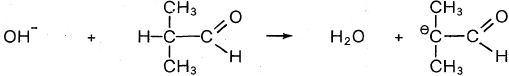 CH₃ CH₃
O O
OH⁻ + H–C–C → H₂O + ⊖C–C
H H
CH₃ CH₃